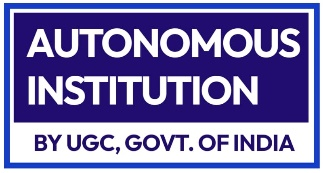 AUTONOMOUS
INSTITUTION
BY UGC, GOVT. OF INDIA